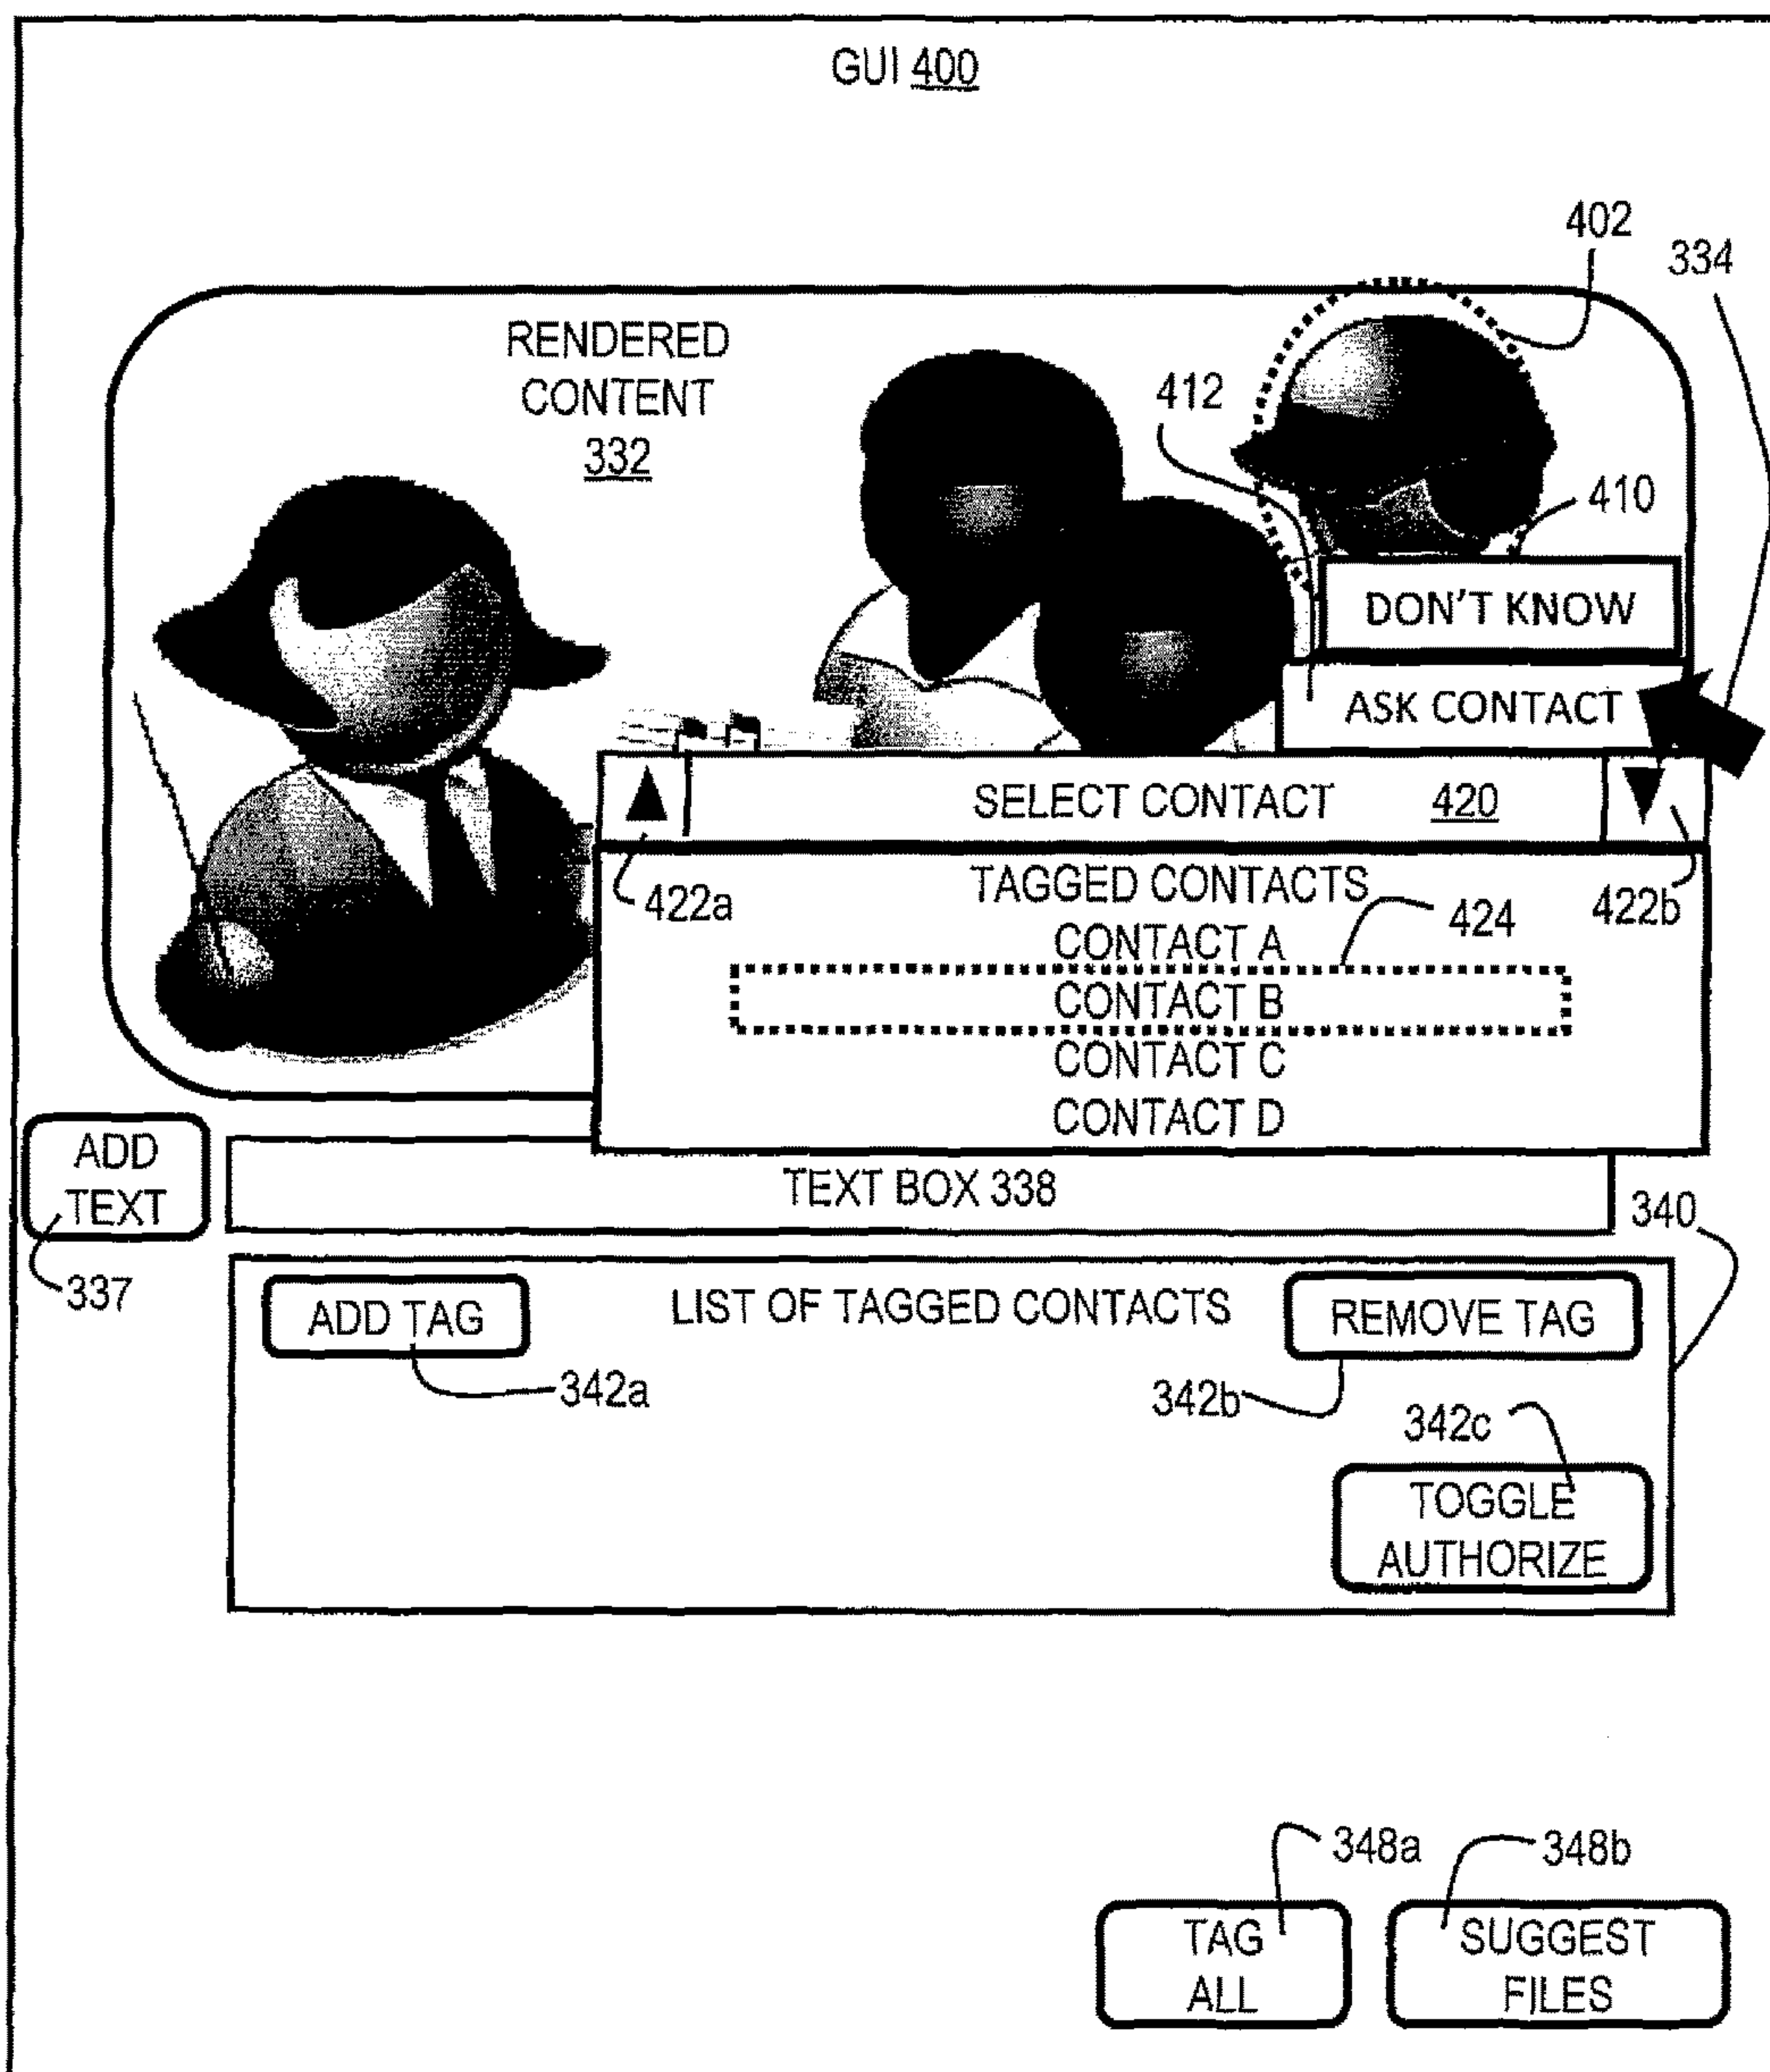 GUI 400
402
334
RENDERED
CONTENT
332
412
410
DON'T KNOW
ASK CONTACT
SELECT CONTACT 420
422a
422b
TAGGED CONTACTS
424
CONTACT A
CONTACT B
CONTACT C
CONTACT D
ADD
TEXT
337
TEXT BOX 338
340
ADD TAG
LIST OF TAGGED CONTACTS
REMOVE TAG
342a
342b
342c
TOGGLE
AUTHORIZE
348a
348b
TAG
ALL
SUGGEST
FILES